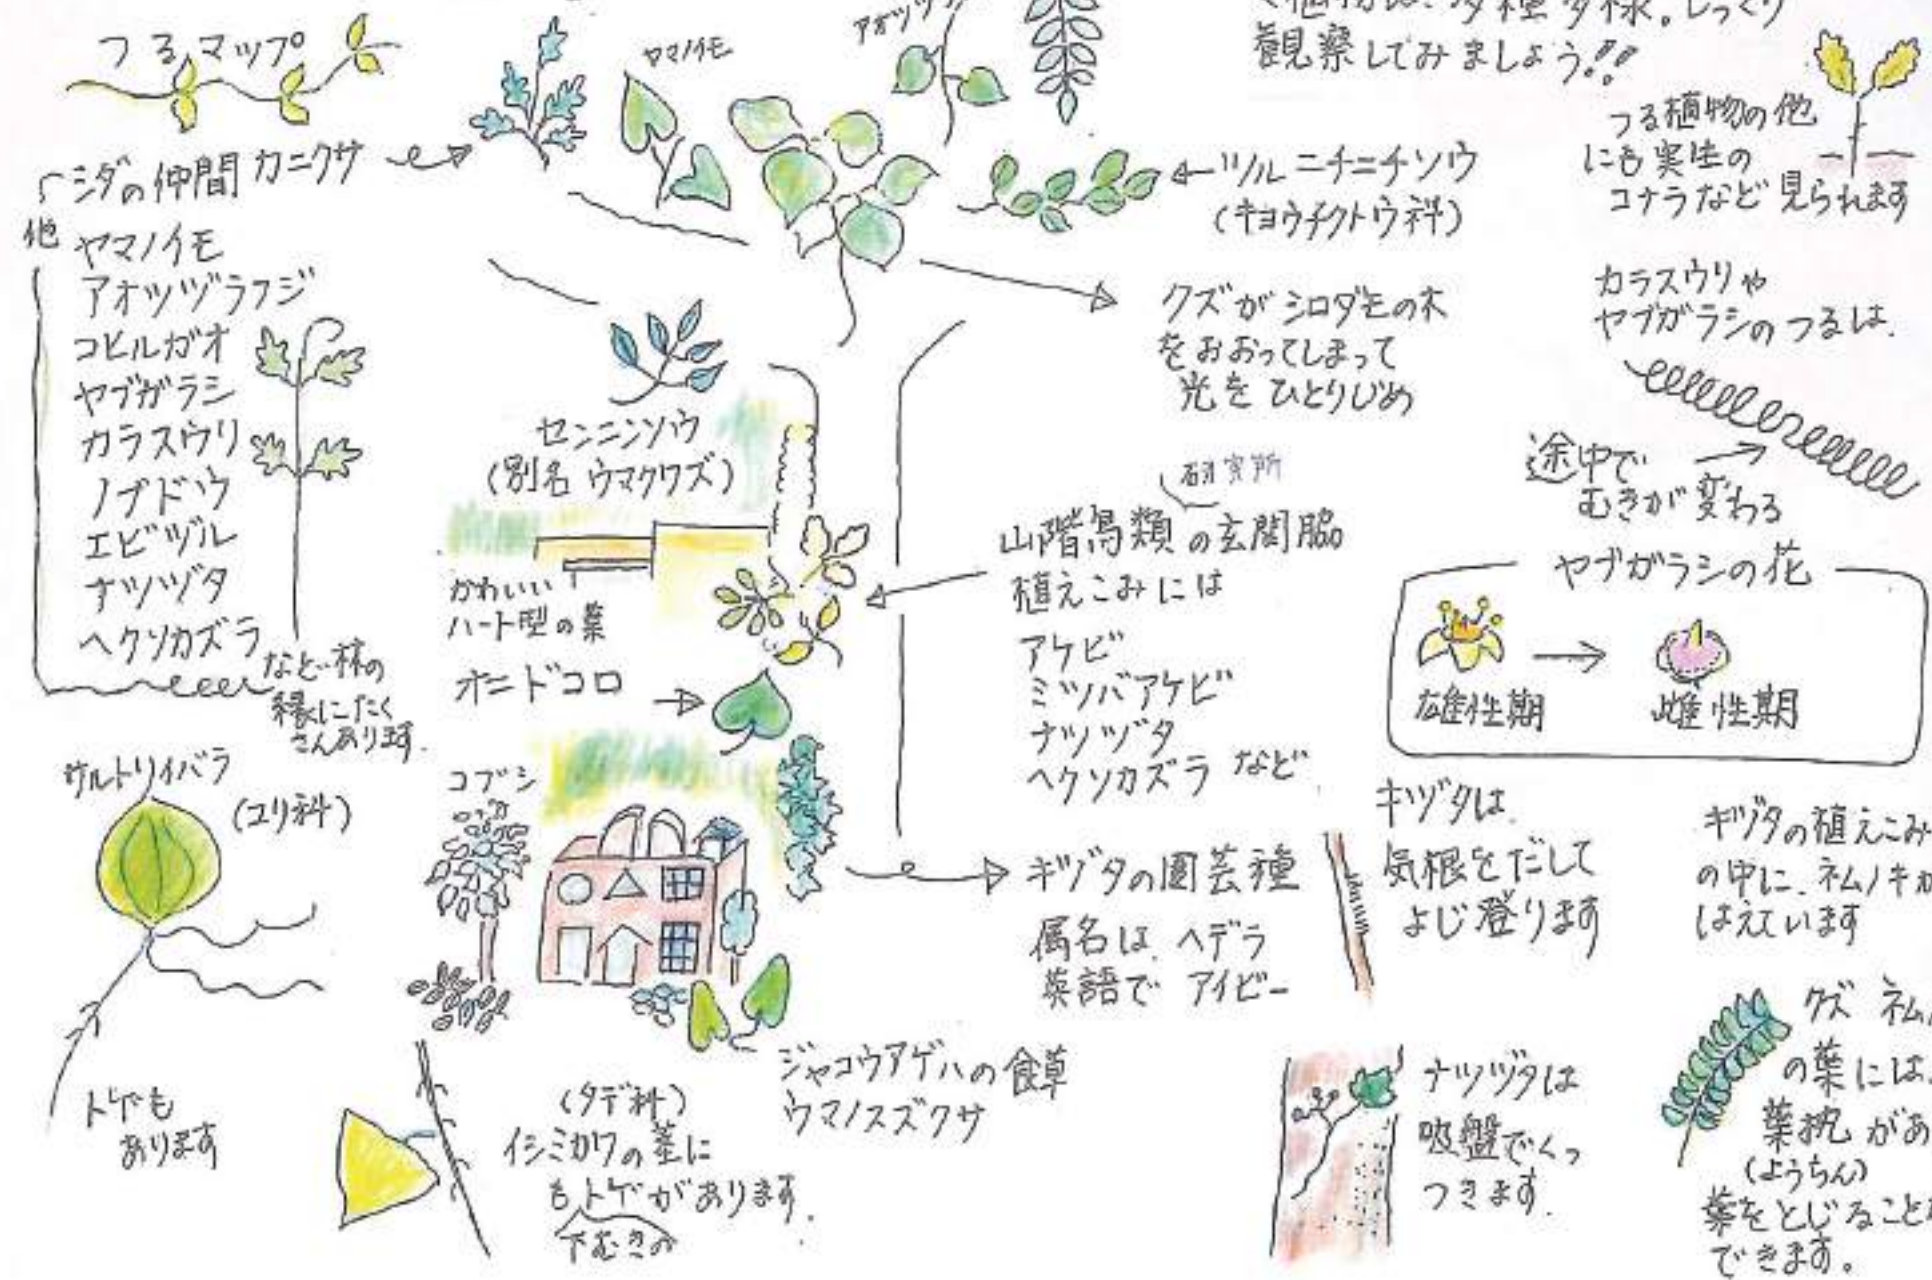 つるマップ
ヤマノイモ
観察してみましょう!!
つる植物の他
にも実生の
コナラなど見られます
シダの仲間 カニクサ
他
ヤマノイモ
アオツヅラフジ
コヒルガオ
ヤブガラシ
カラスウリ
ノブドウ
エビヅル
ナツヅタ
ヘクソカズラ
など林の
縁にたく
さんあります.
ツルニチニチソウ
(キョウチクトウ科)
クズがシロダモの木
をおおってしまって
光をひとりじめ
カラスウリや
ヤブガラシのつるは.
途中で
むきが変わる
センニンソウ
(別名 ウマクワズ)
かわいい
ハート型の葉
オニドコロ
研究所
山階鳥類の玄関脇
植えこみには
アケビ
ミツバアケビ
ナツヅタ
ヘクソカズラ など
ヤブガラシの花
雄性期
雌性期
サルトリイバラ
(ユリ科)
トゲも
あります
コブシ
キヅタの園芸種
属名は ヘデラ
英語で アイビー
キヅタは.
気根をだして
よじ登ります
キヅタの植えこみ
の中に.ネムノキが
はえています
ジャコウアゲハの食草
ウマノスズクサ
(タデ科)
イシミカワの茎に
もトゲがあります.
下むきの
ナツヅタは
吸盤でくっ
つきます.
クズ ネム
の葉には.
葉枕があ
(ようちん)
葉をとじること
できます。